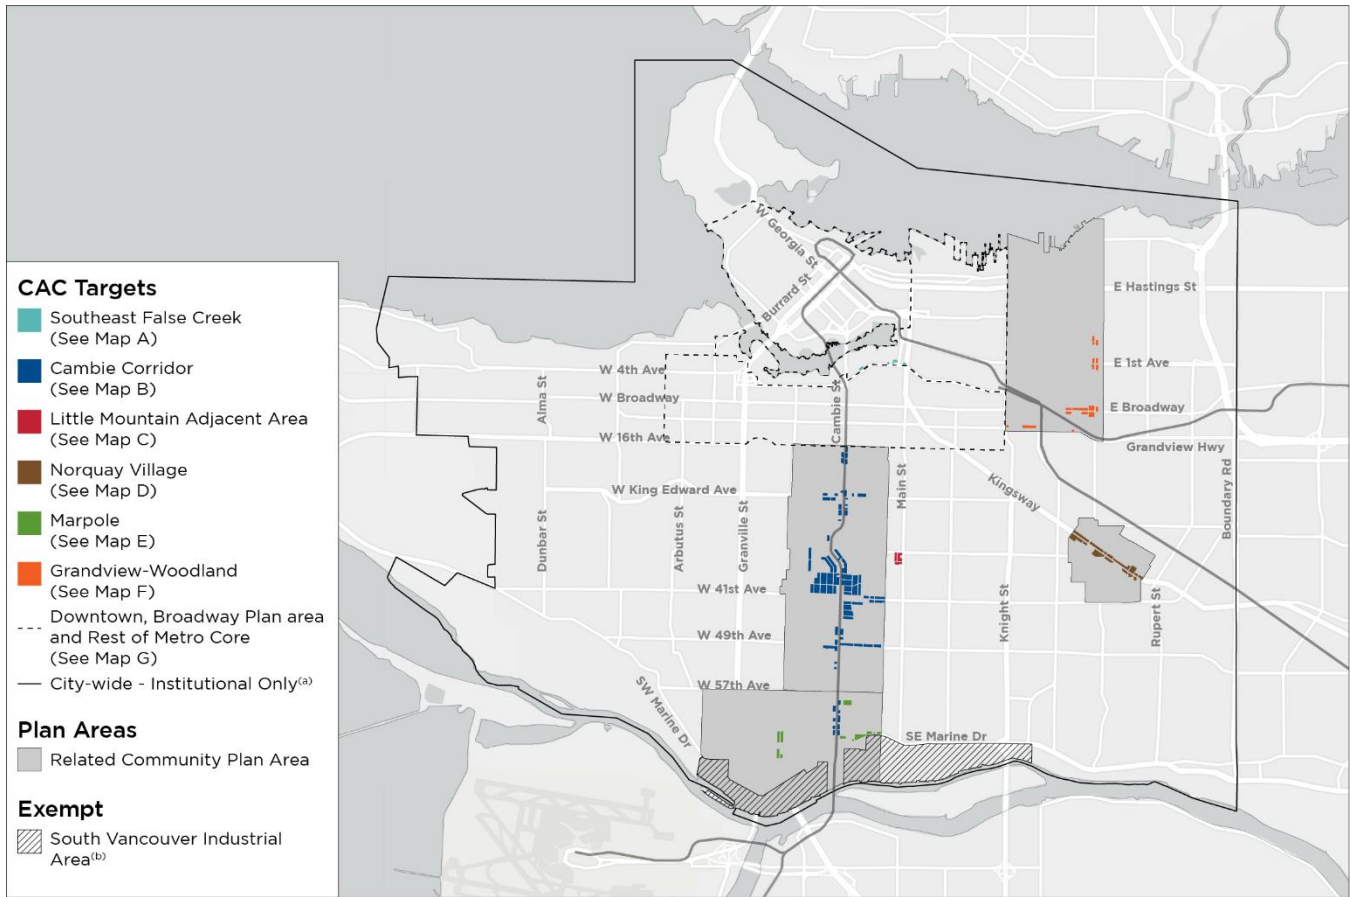 CAC Targets
Southeast False Creek
(See Map A)
Cambie Corridor
(See Map B)
Little Mountain Adjacent Area
(See Map C)
Norquay Village
(See Map D)
Marpole
(See Map E)
Grandview-Woodland
(See Map F)
Downtown, Broadway Plan area
and Rest of Metro Core
(See Map G)
City-wide - Institutional Only(a)
Plan Areas
Related Community Plan Area
Exempt
South Vancouver Industrial
Area(b)
W Georgia St
Burrard St
E Hastings St
E 1st Ave
E Broadway
Grandview Hwy
W 4th Ave
W Broadway
W 16th Ave
Alma St
Cambie St
Main St
Kingsway
Boundary Rd
W King Edward Ave
Dunbar St
Arbutus St
Granville St
W 41st Ave
W 49th Ave
W 57th Ave
Knight St
Rupert St
SW Marine Dr
SE Marine Dr